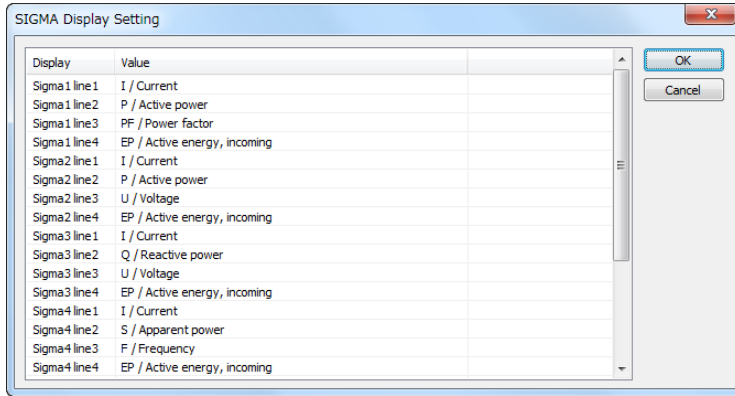 SIGMA Display Setting
Display Value
Sigma1 line1 I / Current
Sigma1 line2 P / Active power
Sigma1 line3 PF / Power factor
Sigma1 line4 EP / Active energy, incoming
Sigma2 line1 I / Current
Sigma2 line2 P / Active power
Sigma2 line3 U / Voltage
Sigma2 line4 EP / Active energy, incoming
Sigma3 line1 I / Current
Sigma3 line2 Q / Reactive power
Sigma3 line3 U / Voltage
Sigma3 line4 EP / Active energy, incoming
Sigma4 line1 I / Current
Sigma4 line2 S / Apparent power
Sigma4 line3 F / Frequency
Sigma4 line4 EP / Active energy, incoming
OK
Cancel